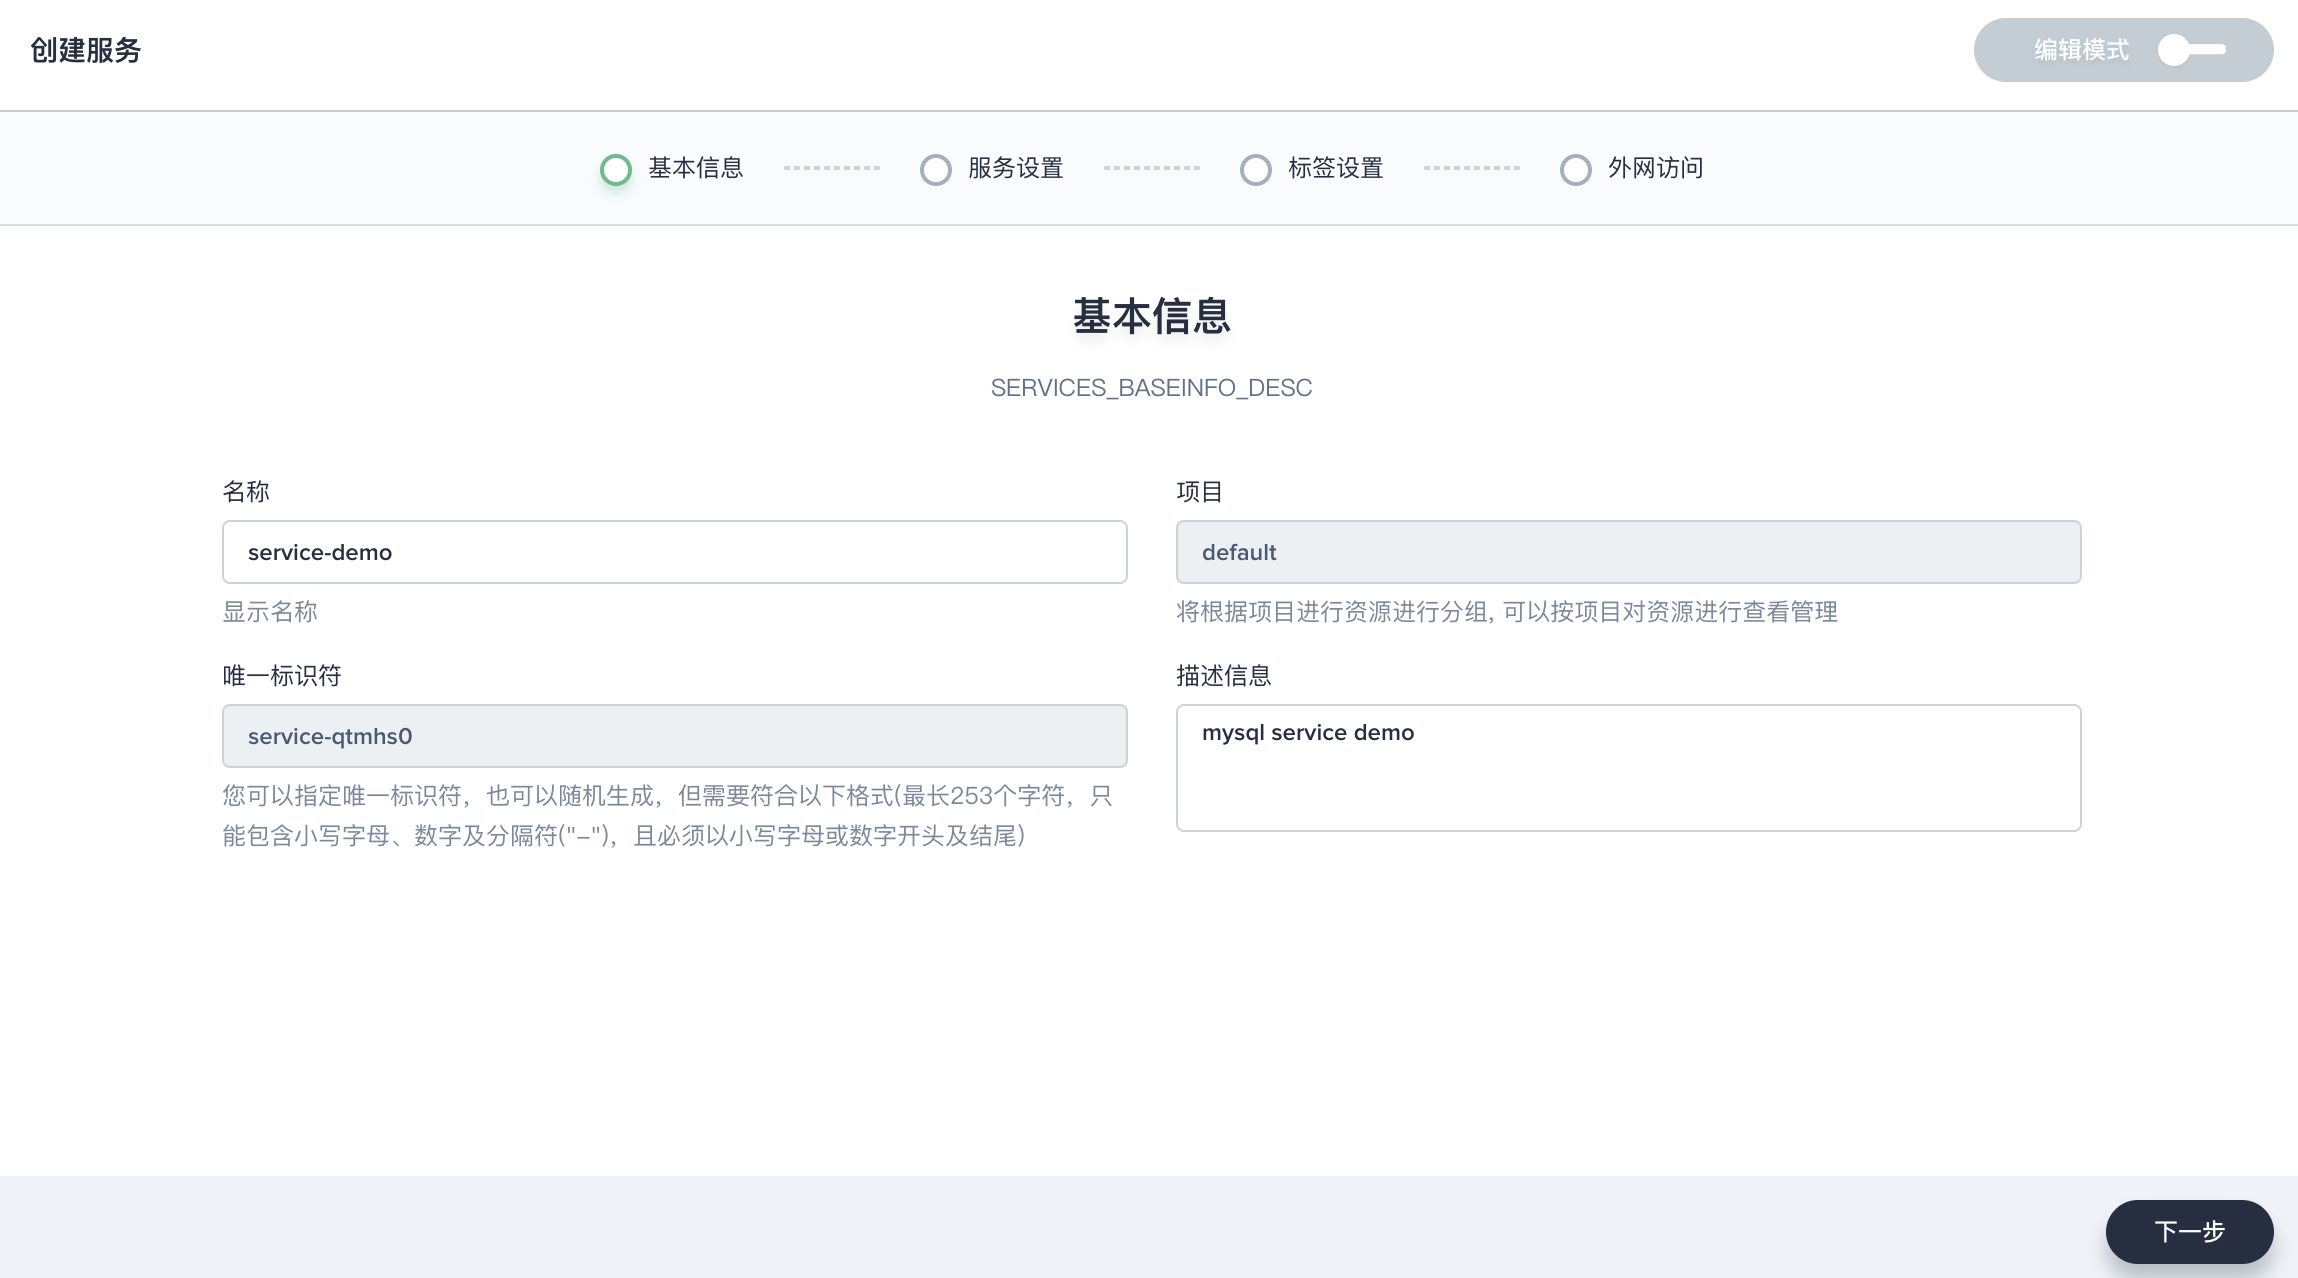 创建服务
编辑模式
基本信息
服务设置
标签设置
外网访问
基本信息
SERVICES_BASEINFO_DESC
名称
service-demo
显示名称
项目
default
将根据项目进行资源进行分组, 可以按项目对资源进行查看管理
唯一标识符
service-qtmhs0
您可以指定唯一标识符，也可以随机生成，但需要符合以下格式(最长253个字符，只
能包含小写字母、数字及分隔符("-")，且必须以小写字母或数字开头及结尾)
描述信息
mysql service demo
下一步